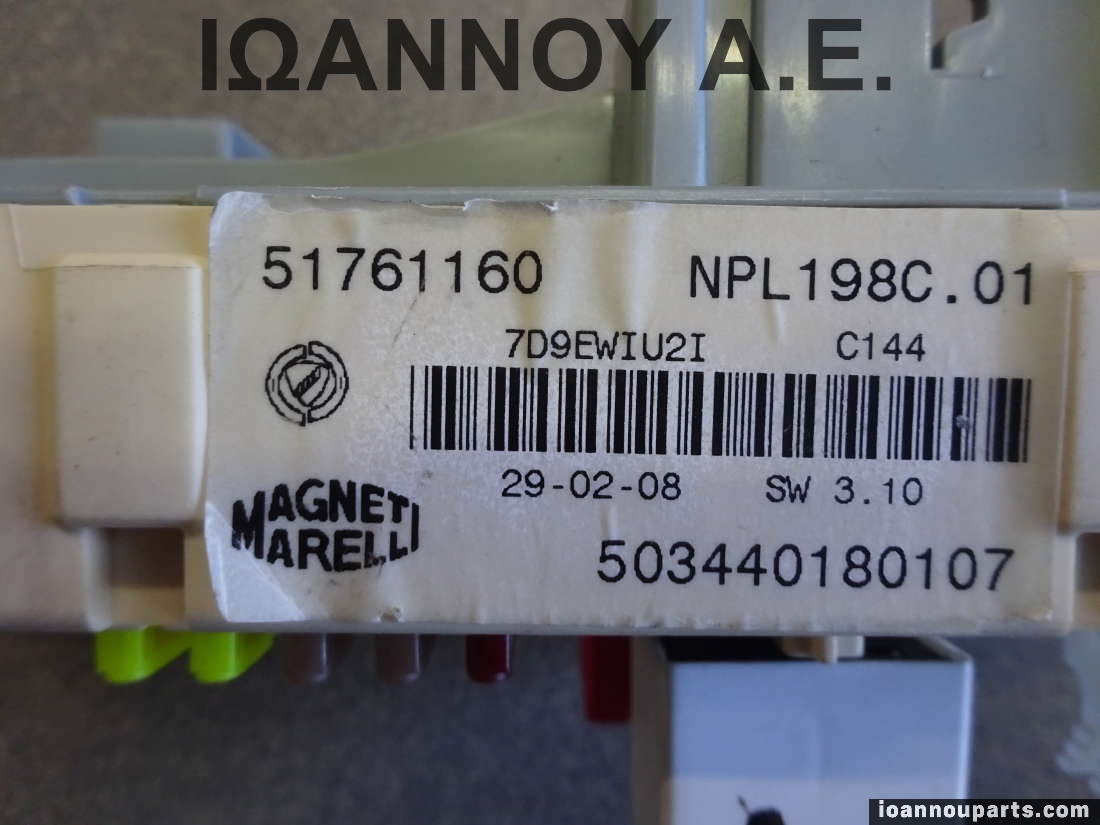 ΙΩΑΝΝΟΥ Α.Ε.
51761160 NPL198C.01
7D9EWIU2I C144
29-02-08 SW 3.10
MAGNETI
MARELLI
503440180107
ioannouparts.com